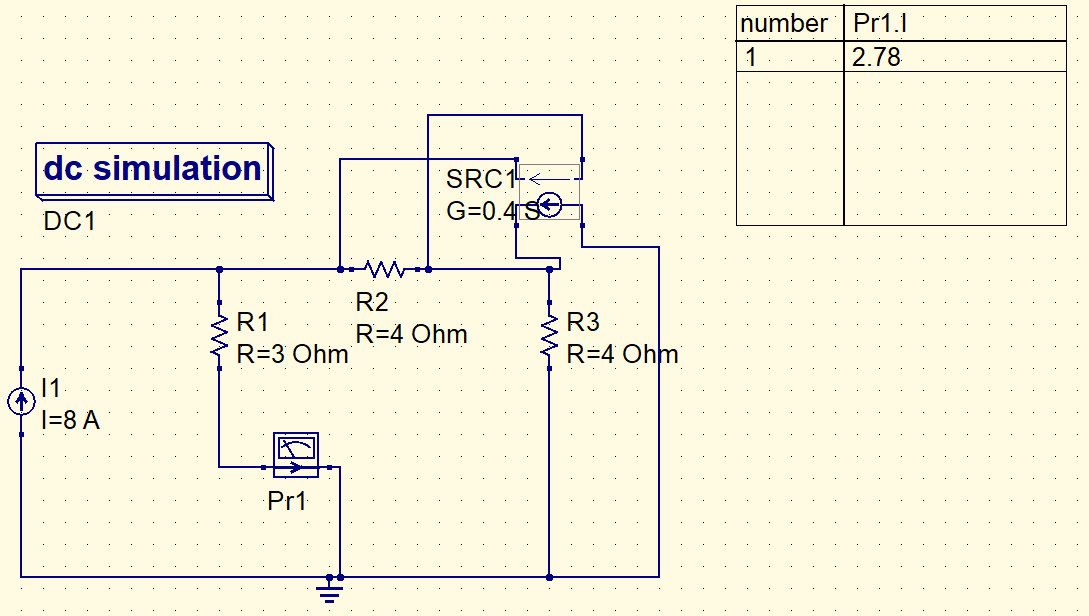 number Pr1.I
1 2.78
dc simulation
DC1
SRC1
G=0.4 S
R2
R=4 Ohm
R1
R=3 Ohm
R3
R=4 Ohm
I1
I=8 A
Pr1